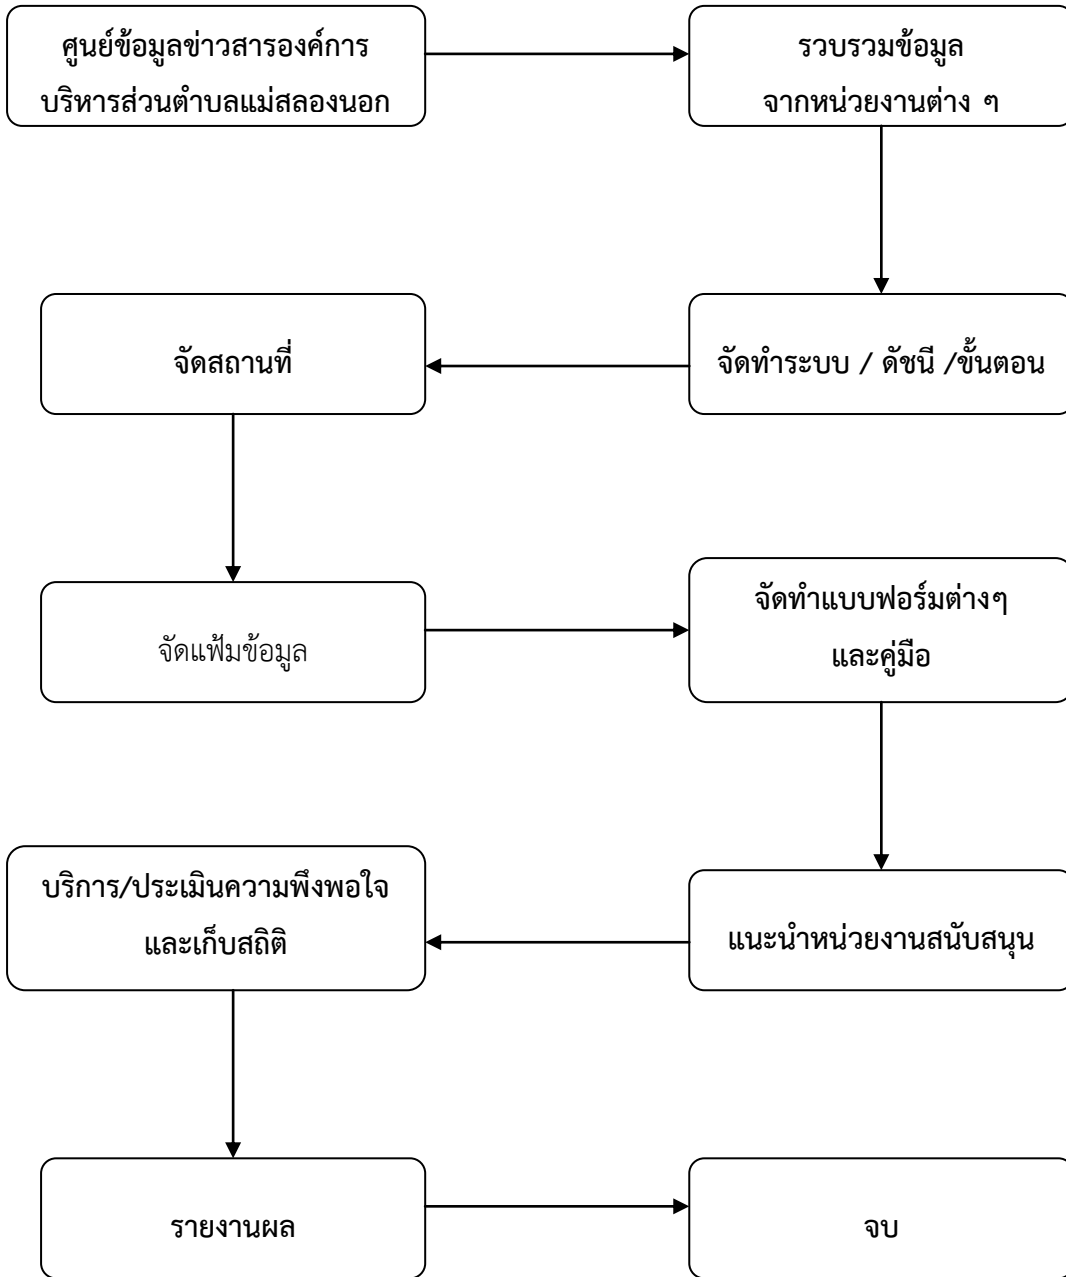 ศูนย์ข้อมูลข่าวสารองค์การ
บริหารส่วนตำบลแม่สลองนอก
รวบรวมข้อมูล
จากหน่วยงานต่าง ๆ
จัดทำระบบ / ดัชนี /ขั้นตอน
จัดสถานที่
จัดแฟ้มข้อมูล
จัดทำแบบฟอร์มต่างๆ
และคู่มือ
แนะนำหน่วยงานสนับสนุน
บริการ/ประเมินความพึงพอใจ
และเก็บสถิติ
รายงานผล
จบ